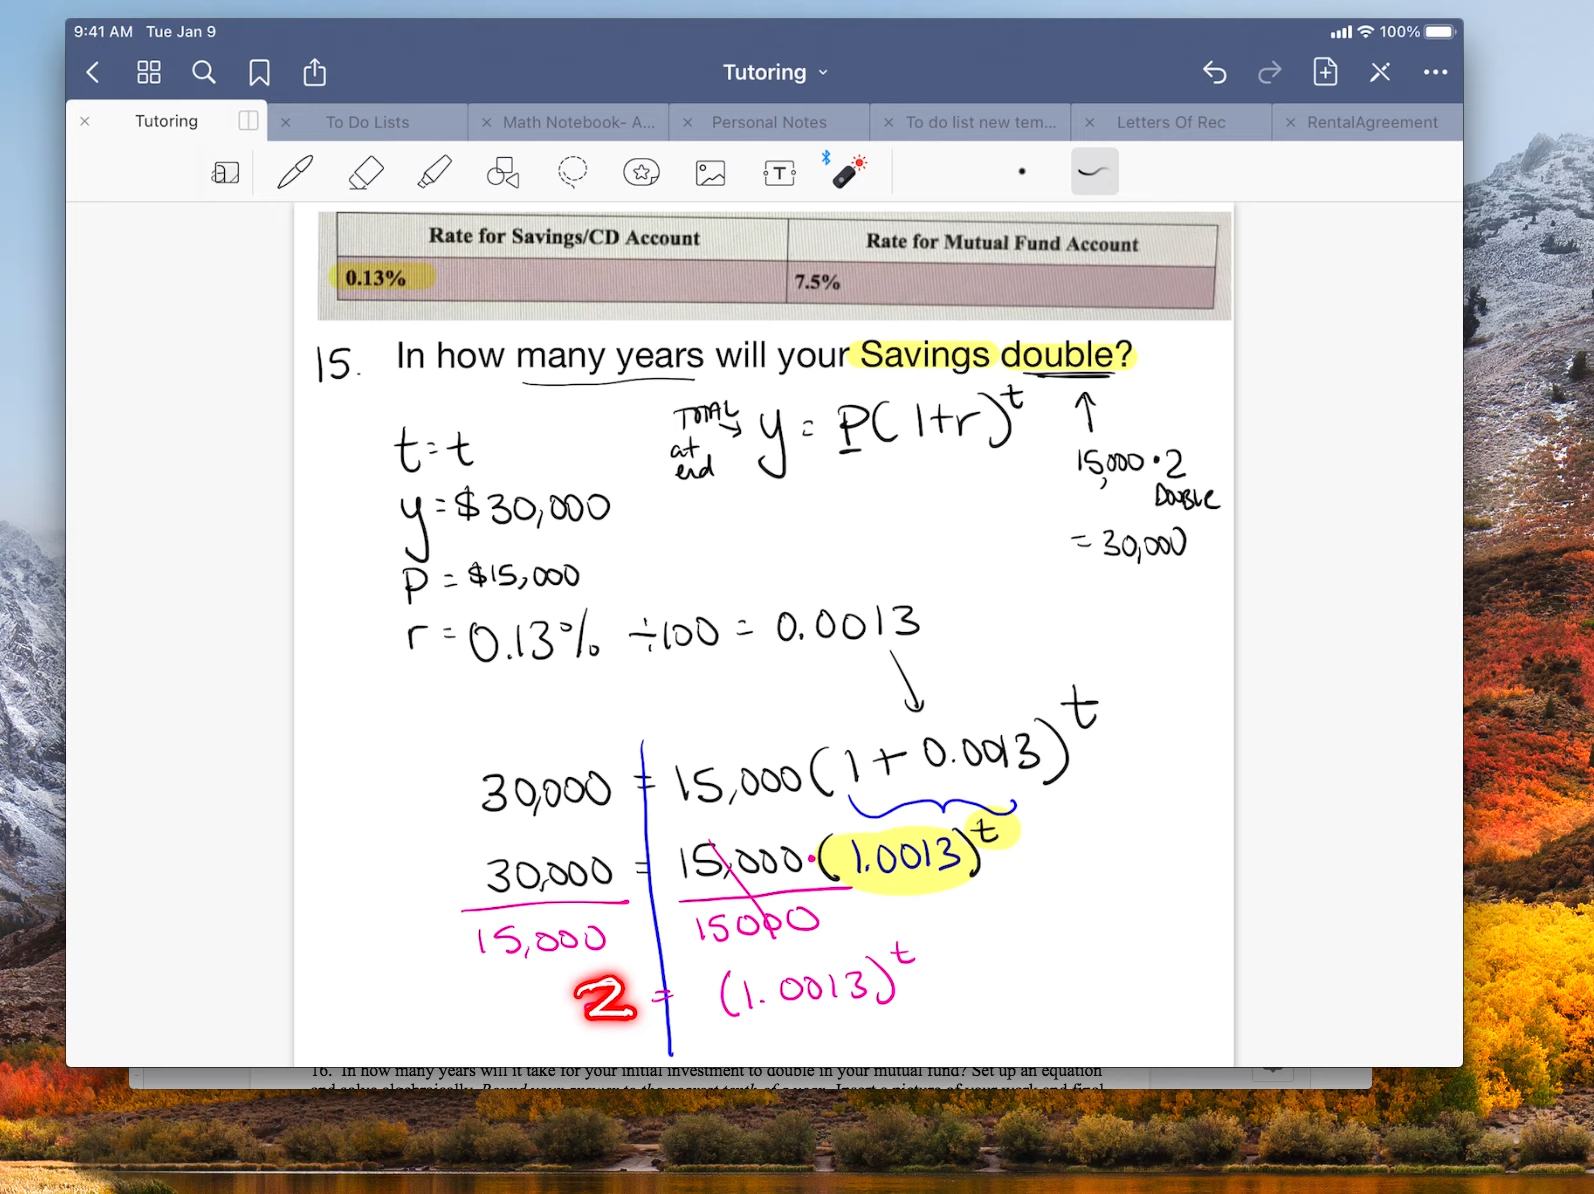 9:41 AM Tue Jan 9
100%
Tutoring
Tutoring
To Do Lists
Math Notebook- A...
Personal Notes
To do list new tem...
Letters Of Rec
RentalAgreement
Rate for Savings/CD Account
Rate for Mutual Fund Account
0.13%
7.5%
15. In how many years will your Savings double?
TOTAL at end
y = P(1+r)^t
t = t
15,000 · 2
DOUBLE
= 30,000
y = $30,000
P = $15,000
r = 0.13% ÷100 = 0.0013
30,000 = 15,000(1 + 0.0013)^t
30,000 = 15,000·(1.0013)^t
15,000 15000
2 = (1.0013)^t
16. In how many years will it take for your initial investment to double in your mutual fund? Set up an equation